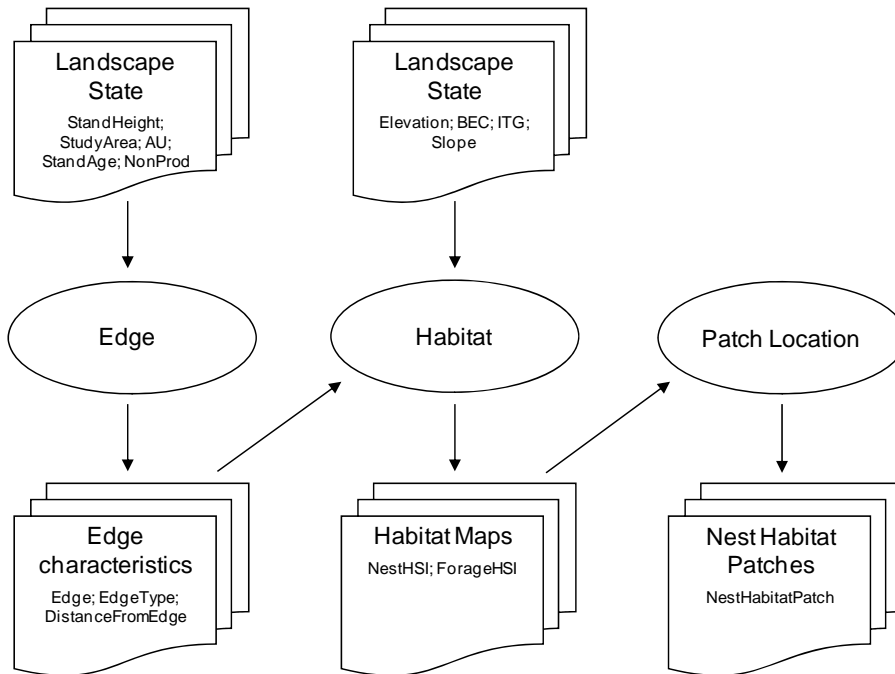 Landscape
State
StandHeight;
StudyArea; AU;
StandAge; NonProd
Landscape
State
Elevation; BEC; ITG;
Slope
Edge
Habitat
Patch Location
Edge
characteristics
Edge; EdgeType;
DistanceFromEdge
Habitat Maps
NestHSI; ForageHSI
Nest Habitat
Patches
NestHabitatPatch